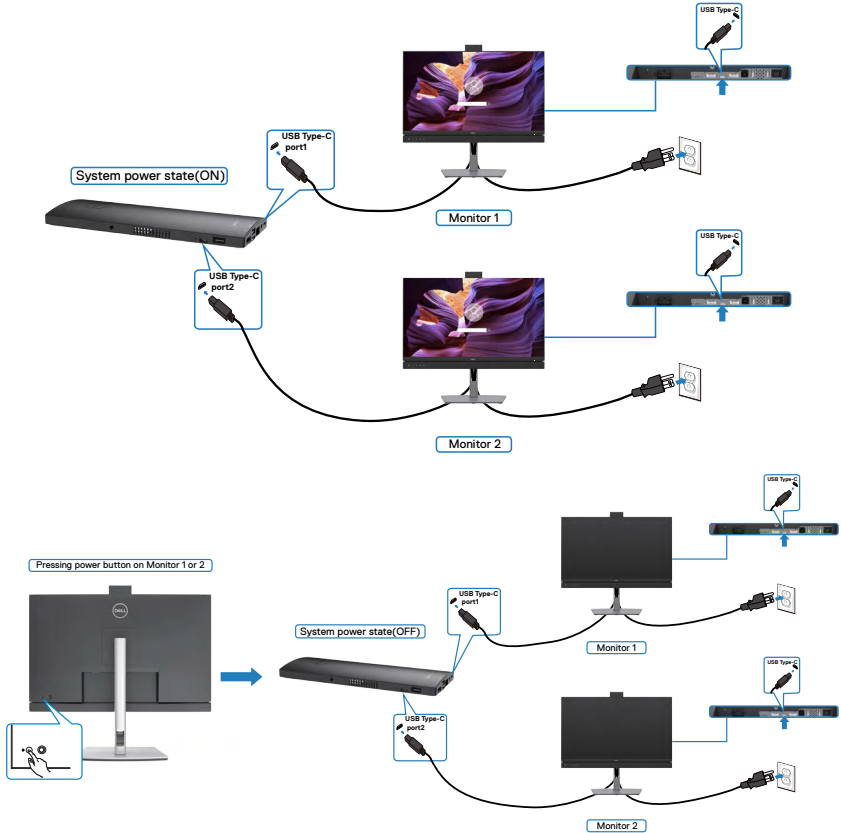 USB Type-C
USB Type-C
port1
System power state(ON)
Monitor 1
USB Type-C
USB Type-C
port2
Monitor 2
USB Type-C
Pressing power button on Monitor 1 or 2
USB Type-C
port1
DELL
System power state(OFF)
Monitor 1
USB Type-C
USB Type-C
port2
Monitor 2